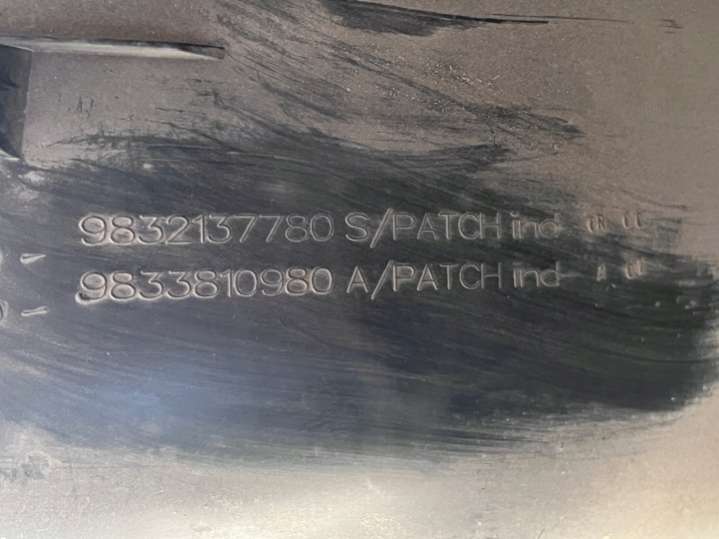 9832137780 S/PATCH ind
9833810980 A/PATCH ind A